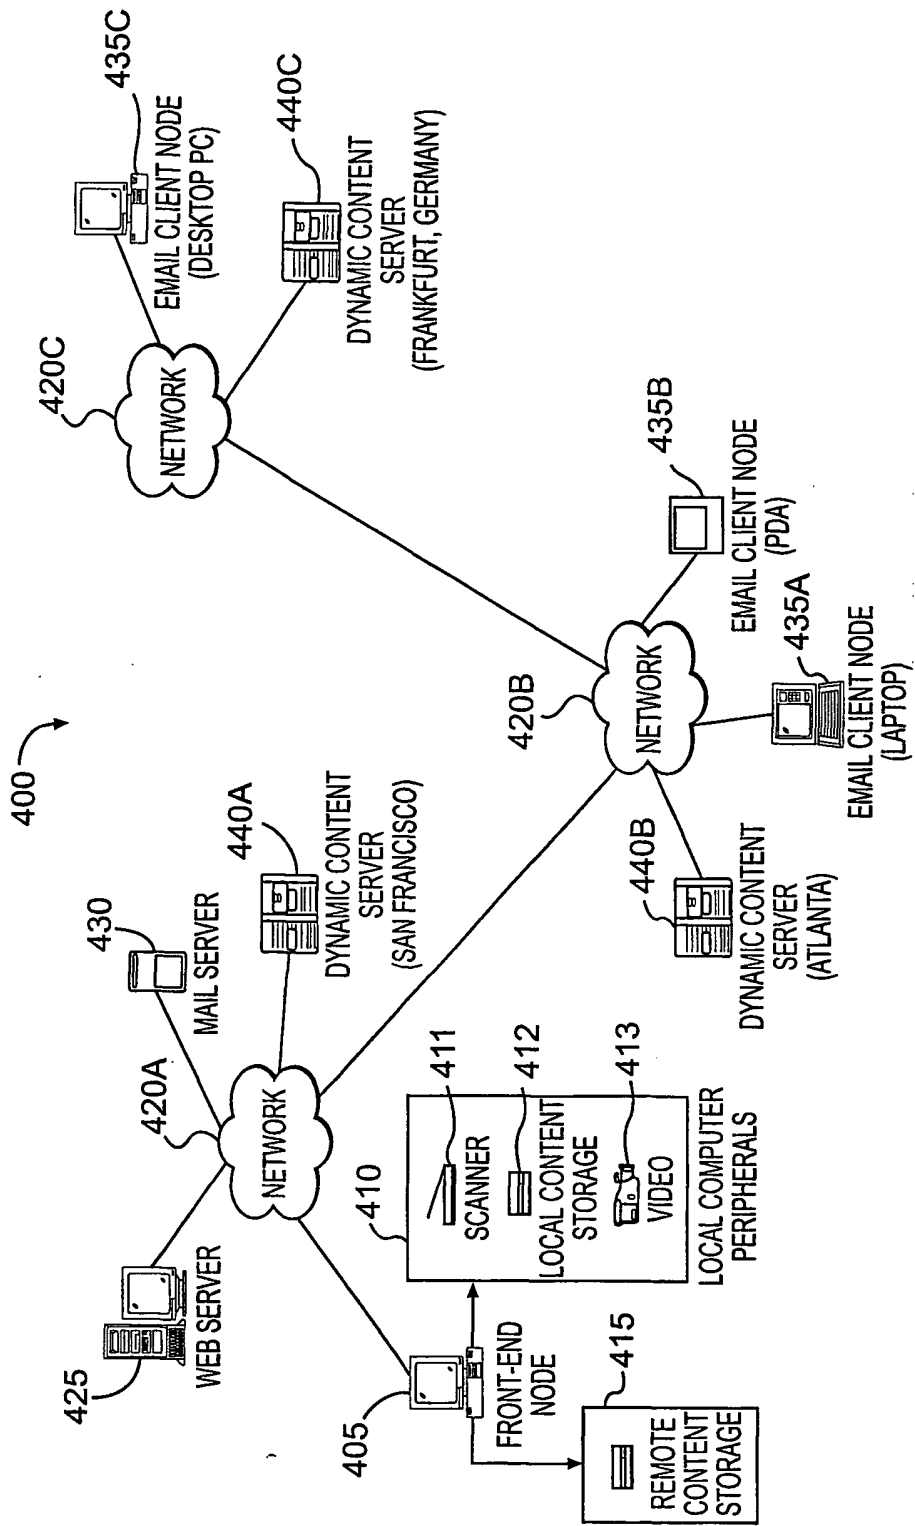 400
425
WEB SERVER
420A
NETWORK
430
MAIL SERVER
440A
DYNAMIC CONTENT
SERVER
(SAN FRANCISCO)
405
FRONT-END
NODE
410
SCANNER
411
LOCAL CONTENT
STORAGE
412
VIDEO
413
LOCAL COMPUTER
PERIPHERALS
415
REMOTE
CONTENT
STORAGE
420B
NETWORK
440B
DYNAMIC CONTENT
SERVER
(ATLANTA)
435A
EMAIL CLIENT NODE
(LAPTOP)
435B
EMAIL CLIENT NODE
(PDA)
420C
NETWORK
435C
EMAIL CLIENT NODE
(DESKTOP PC)
440C
DYNAMIC CONTENT
SERVER
(FRANKFURT, GERMANY)